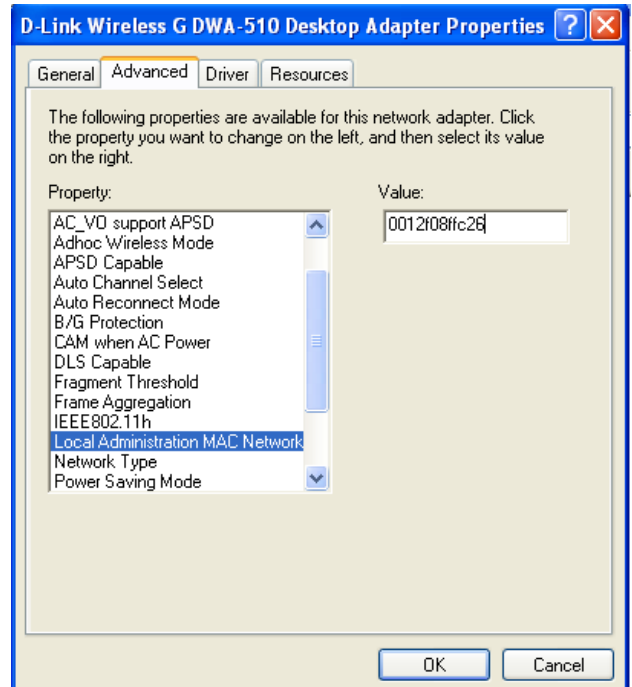 D-Link Wireless G DWA-510 Desktop Adapter Properties
General Advanced Driver Resources
The following properties are available for this network adapter. Click
the property you want to change on the left, and then select its value
on the right.
Property:
Value:
AC_VO support APSD
0012f08ffc26
Adhoc Wireless Mode
APSD Capable
Auto Channel Select
Auto Reconnect Mode
B/G Protection
CAM when AC Power
DLS Capable
Fragment Threshold
Frame Aggregation
IEEE802.11h
Local Administration MAC Network
Network Type
Power Saving Mode
OK
Cancel